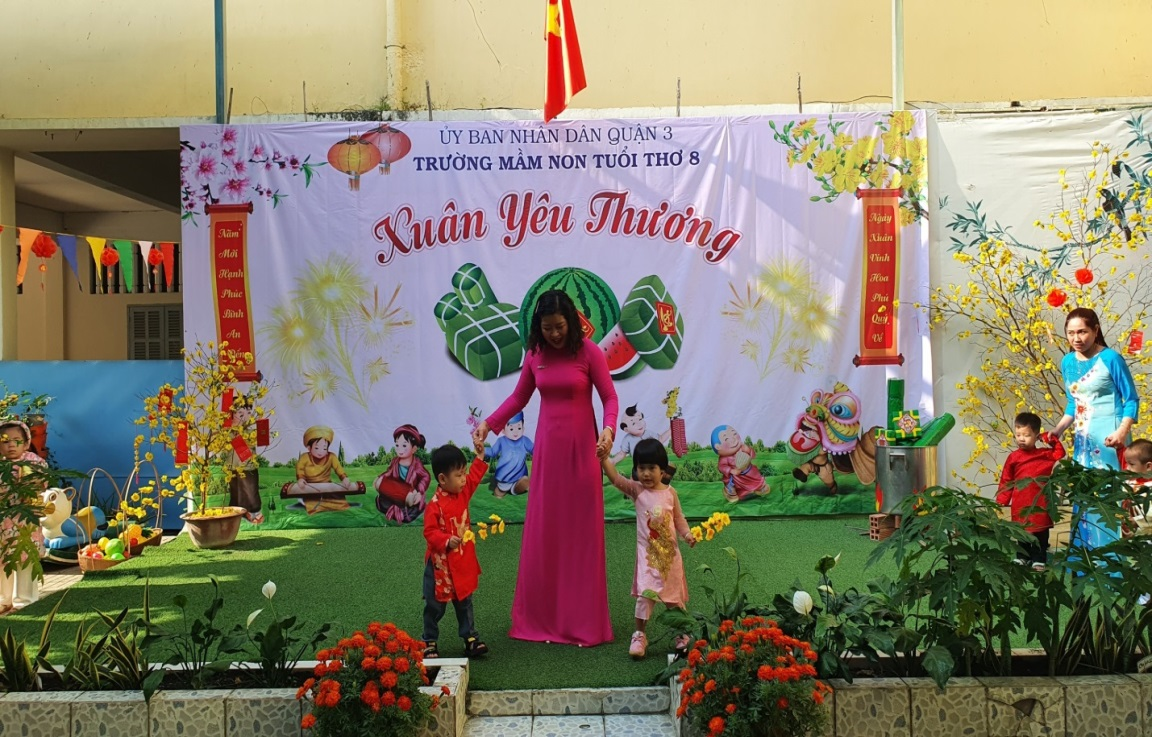 ỦY BAN NHÂN DÂN QUẬN 3
TRƯỜNG MẦM NON TUỔI THƠ 8
Xuân Yêu Thương
Năm
Mới
Hạnh
Phúc
Bình
An
Ngày
Xuân
Vinh
Hoa
Phú
Quý
Về